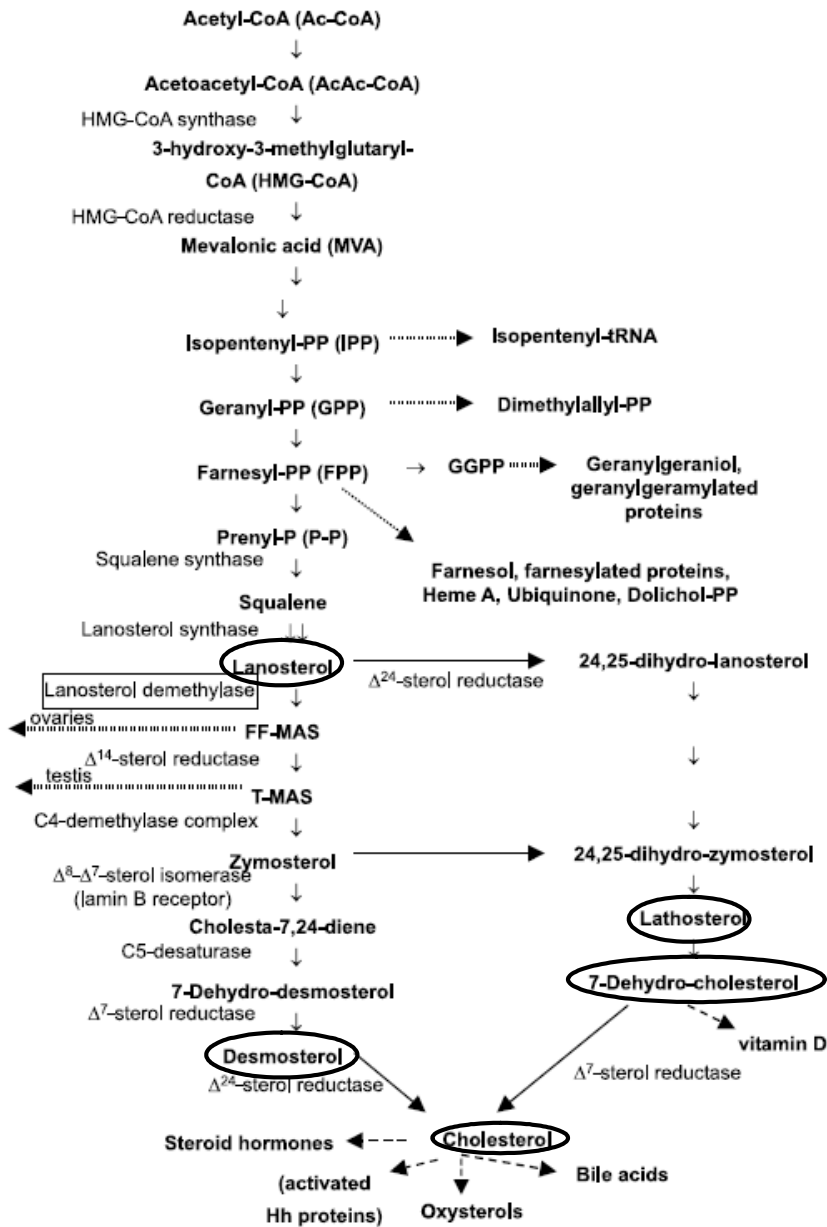 Acetyl-CoA (Ac-CoA)
↓
Acetoacetyl-CoA (AcAc-CoA)
HMG-CoA synthase ↓
3-hydroxy-3-methylglutaryl-
CoA (HMG-CoA)
HMG-CoA reductase ↓
Mevalonic acid (MVA)
↓
↓
Isopentenyl-PP (IPP) Isopentenyl-tRNA
↓
Geranyl-PP (GPP) Dimethylallyl-PP
↓
Farnesyl-PP (FPP) → GGPP Geranylgeraniol,
geranylgeramylated
proteins
↓
Prenyl-P (P-P)
Squalene synthase ↓
Farnesol, farnesylated proteins,
Heme A, Ubiquinone, Dolichol-PP
Squalene
Lanosterol synthase ↓↓
Lanosterol Δ24-sterol reductase 24,25-dihydro-lanosterol
Lanosterol demethylase ↓ ↓
ovaries
FF-MAS
Δ14-sterol reductase ↓ ↓
testis
T-MAS
C4-demethylase complex ↓ ↓
Zymosterol 24,25-dihydro-zymosterol
Δ8-Δ7-sterol isomerase ↓ ↓
(lamin B receptor)
Lathosterol
Cholesta-7,24-diene
C5-desaturase ↓ ↓
7-Dehydro-desmosterol 7-Dehydro-cholesterol
Δ7-sterol reductase ↓
vitamin D
Desmosterol
Δ24-sterol reductase Δ7-sterol reductase
Steroid hormones Cholesterol
(activated
Hh proteins) Oxysterols Bile acids